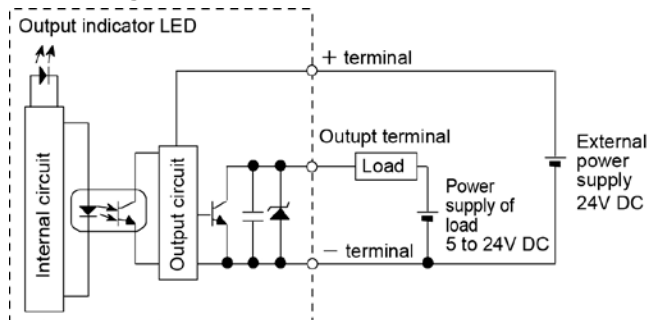 Output indicator LED
+ terminal
Internal circuit
Output circuit
Outupt terminal
Load
Power
supply of
load
5 to 24V DC
External
power
supply
24V DC
− terminal